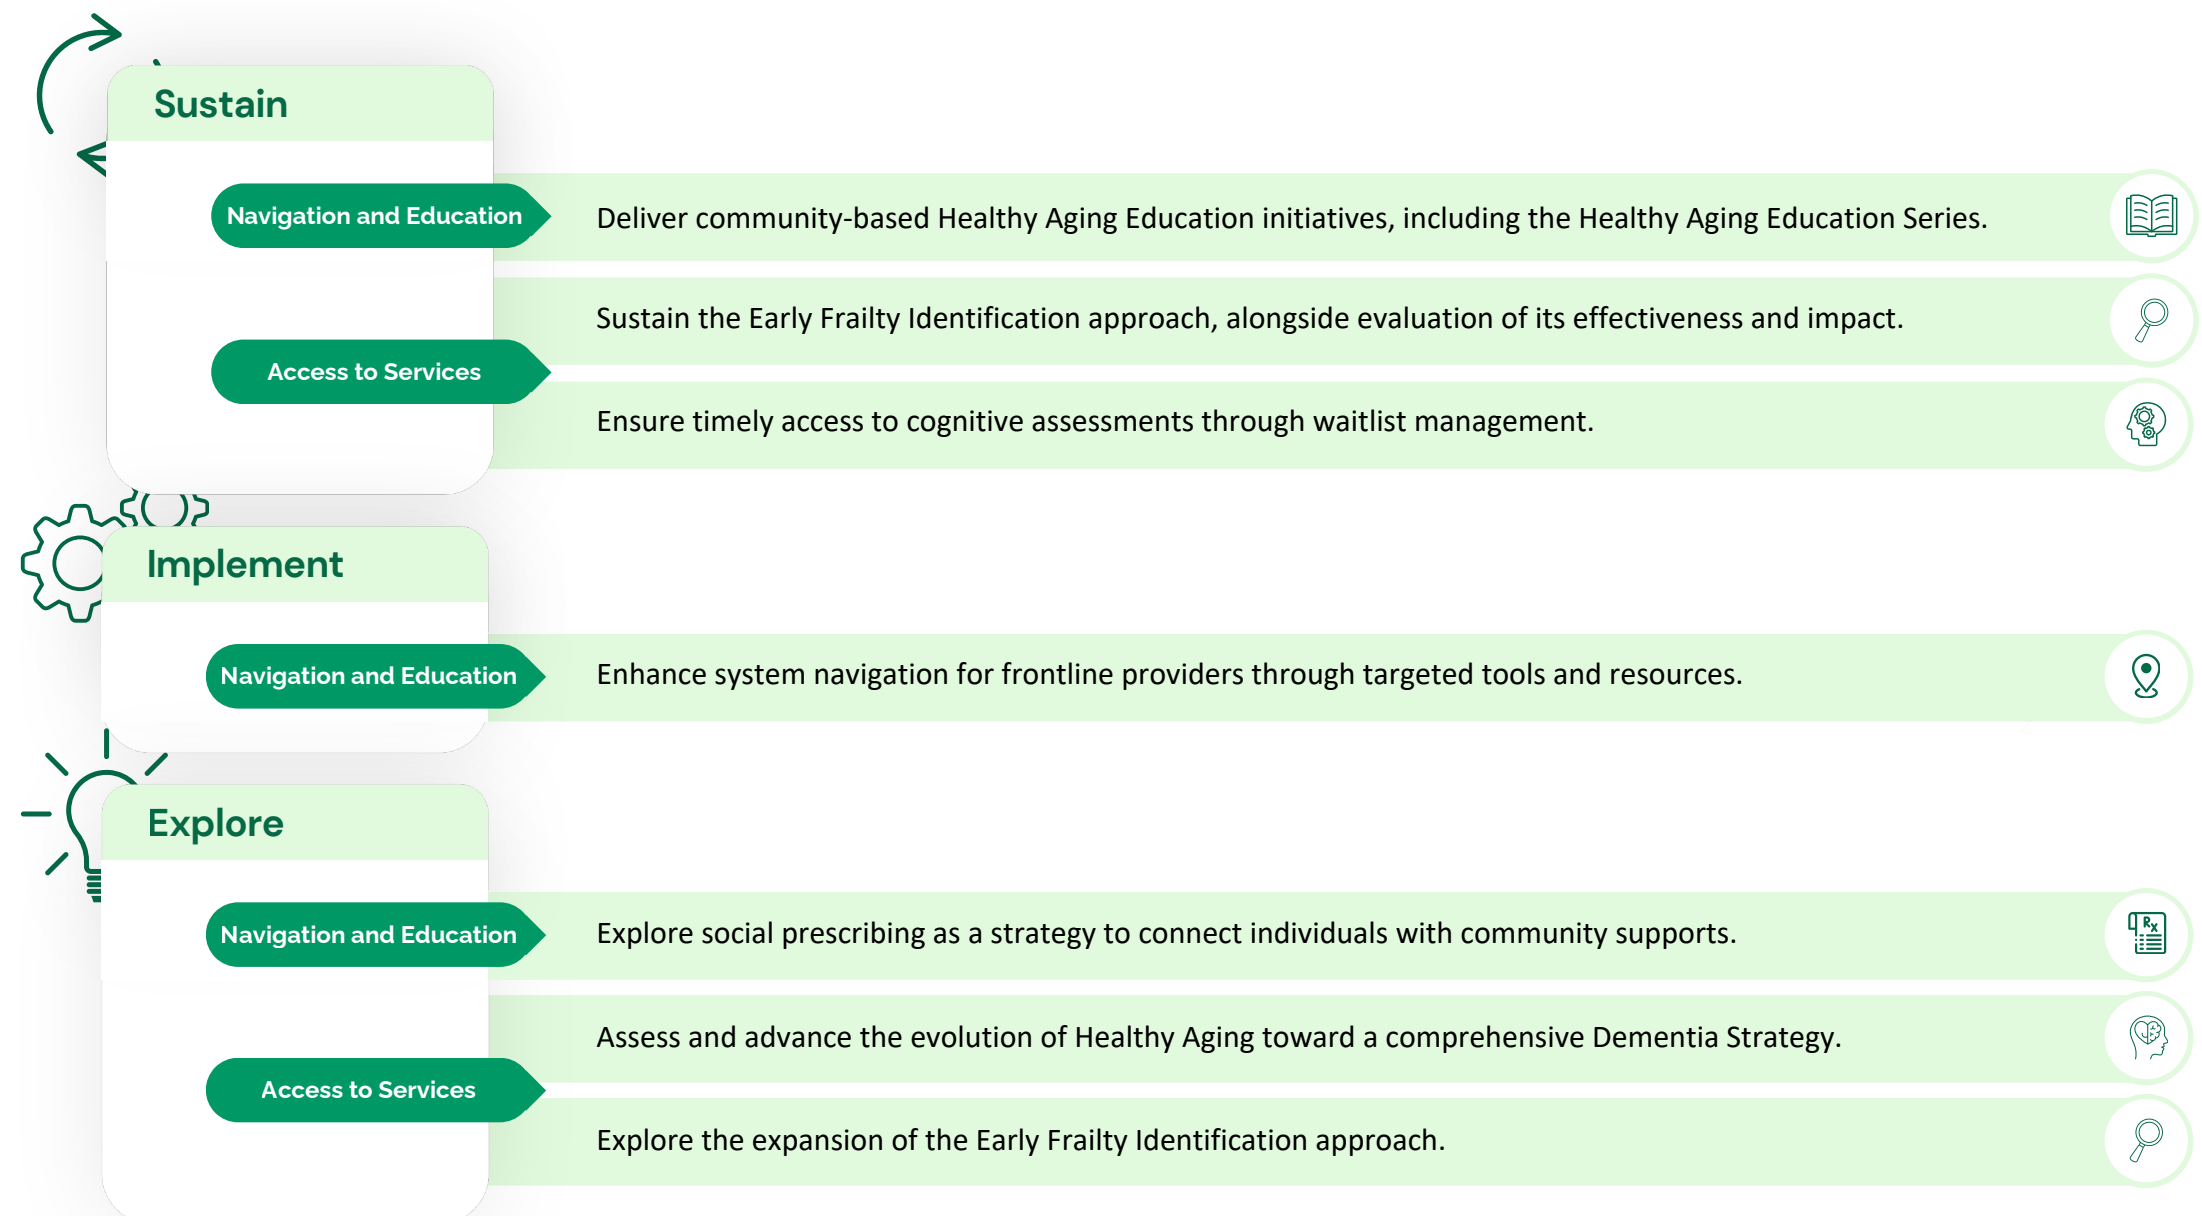 Sustain
Navigation and Education
Deliver community-based Healthy Aging Education initiatives, including the Healthy Aging Education Series.
Access to Services
Sustain the Early Frailty Identification approach, alongside evaluation of its effectiveness and impact.
Ensure timely access to cognitive assessments through waitlist management.
Implement
Navigation and Education
Enhance system navigation for frontline providers through targeted tools and resources.
Explore
Navigation and Education
Explore social prescribing as a strategy to connect individuals with community supports.
Rx
Access to Services
Assess and advance the evolution of Healthy Aging toward a comprehensive Dementia Strategy.
Explore the expansion of the Early Frailty Identification approach.